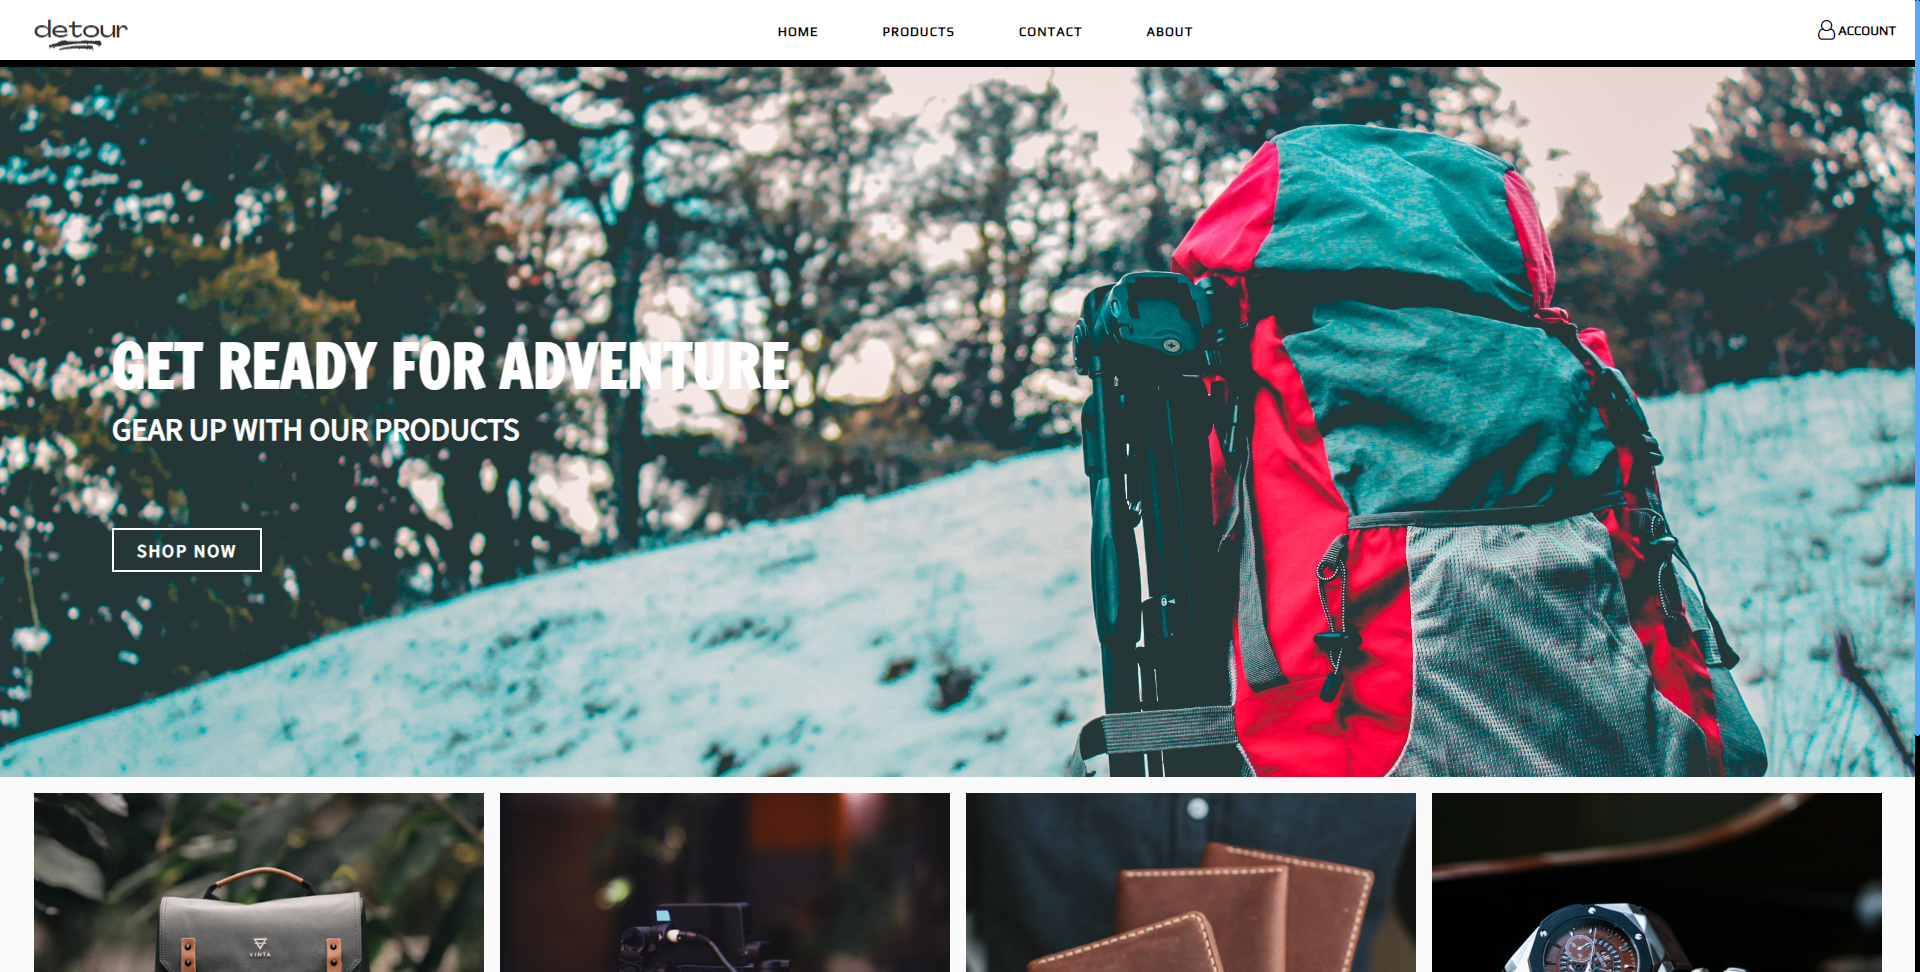 detour
HOME
PRODUCTS
CONTACT
ABOUT
ACCOUNT
GET READY FOR ADVENTURE
GEAR UP WITH OUR PRODUCTS
SHOP NOW
VINTA